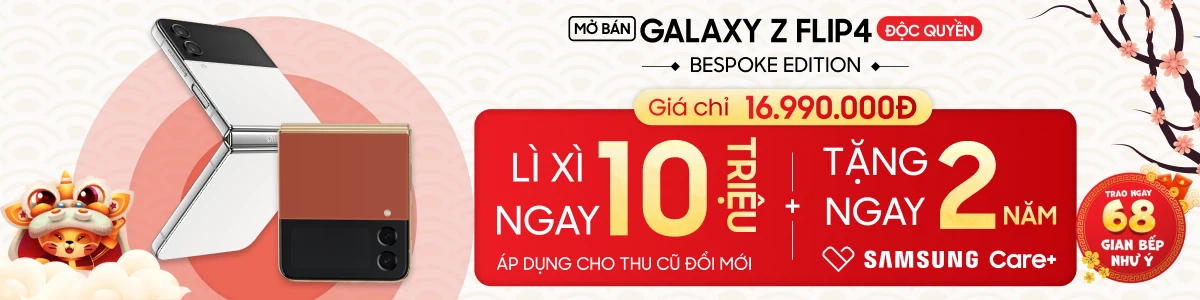 MỞ BÁN GALAXY Z FLIP4 ĐỘC QUYỀN
BESPOKE EDITION
Giá chỉ 16.990.000Đ
LÌ XÌ NGAY 10 TRIỆU
ÁP DỤNG CHO THU CŨ ĐỔI MỚI
+
TẶNG NGAY 2 NĂM
SAMSUNG Care+
TRAO NGAY
68
GIAN BẾP
NHƯ Ý